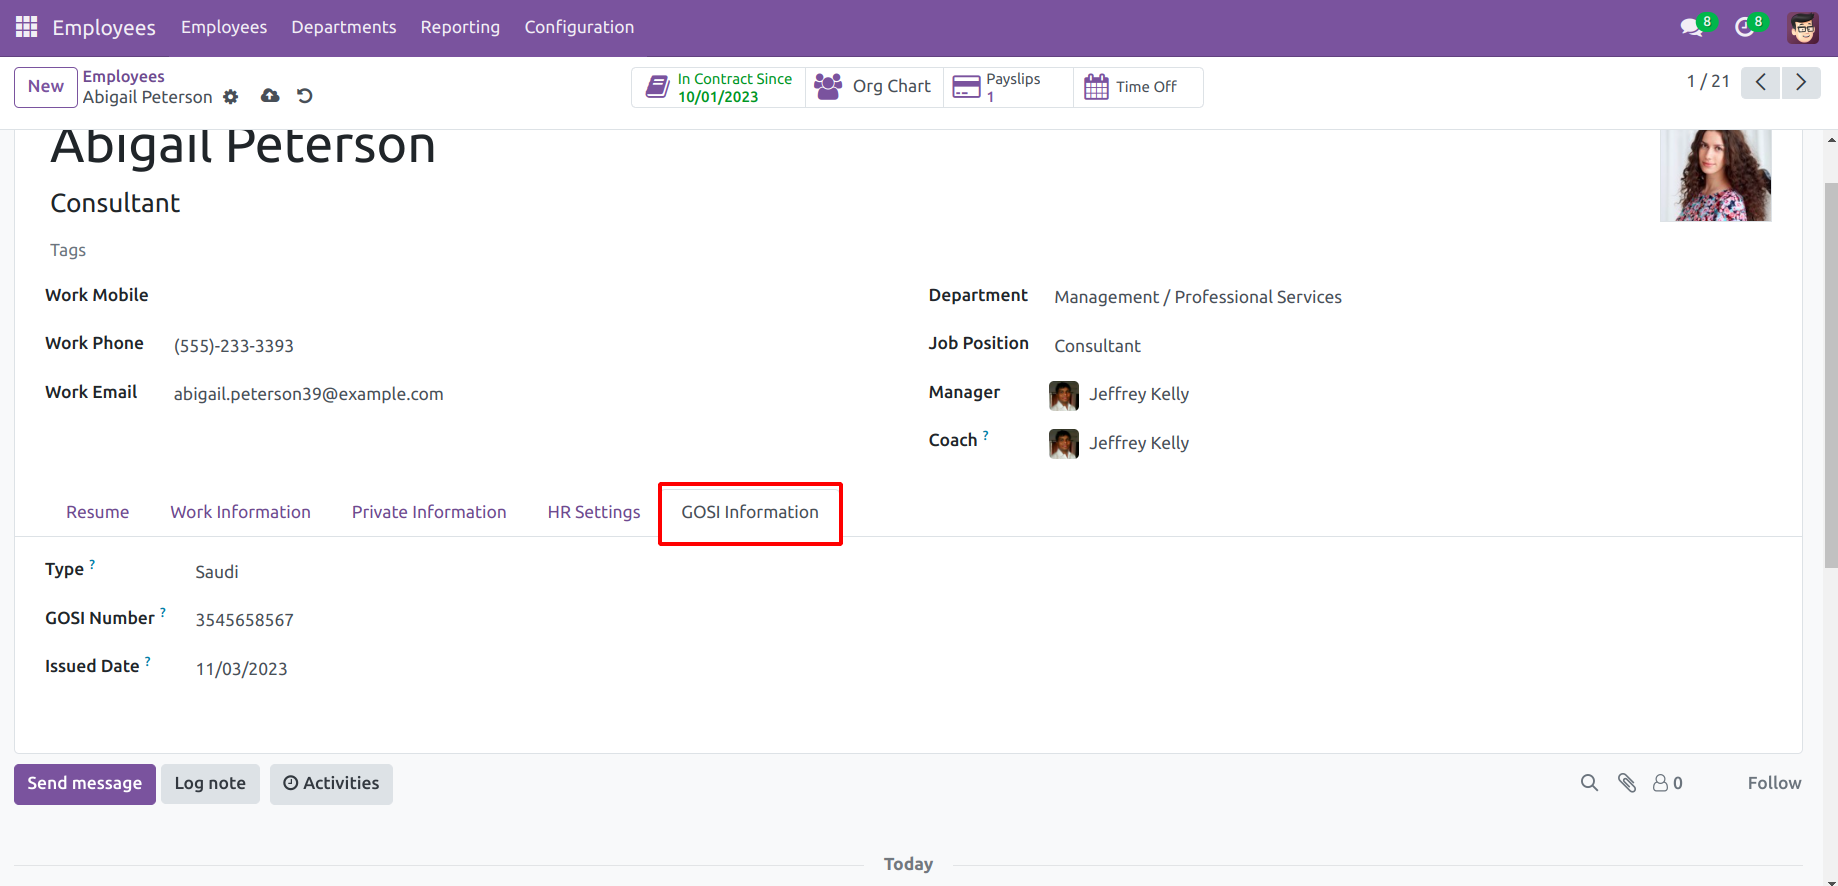 Employees Employees Departments Reporting Configuration 8 8
New Employees
Abigail Peterson
In Contract Since
10/01/2023
Org Chart
Payslips
1
Time Off
1 / 21
Abigail Peterson
Consultant
Tags
Work Mobile
Work Phone (555)-233-3393
Work Email abigail.peterson39@example.com
Department Management / Professional Services
Job Position Consultant
Manager Jeffrey Kelly
Coach ? Jeffrey Kelly
Resume Work Information Private Information HR Settings GOSI Information
Type ? Saudi
GOSI Number ? 3545658567
Issued Date ? 11/03/2023
Send message Log note Activities 0 Follow
Today